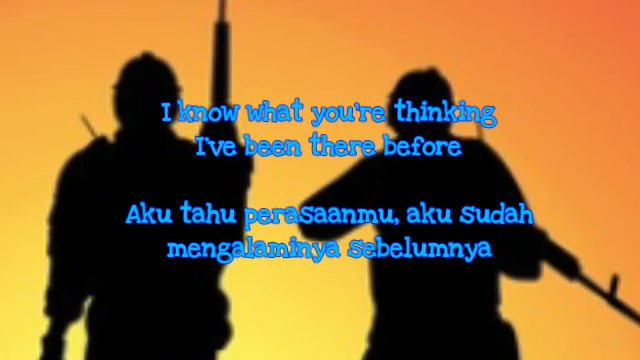 I know what you're thinking
I've been there before
Aku tahu perasaanmu, aku sudah
mengalaminya sebelumnya